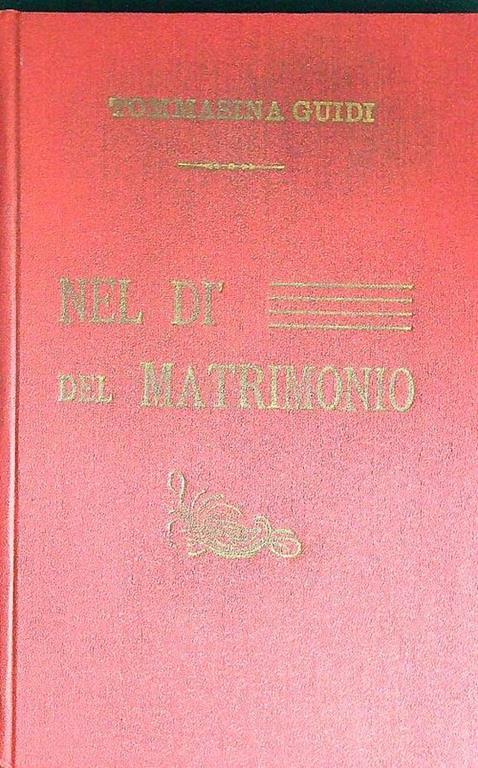 TOMMASINA GUIDI
NEL DI'
DEL MATRIMONIO